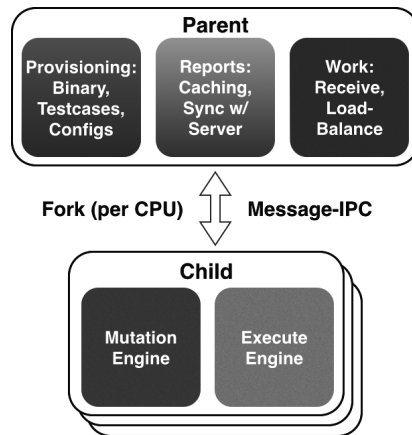 Parent
Provisioning:
Binary,
Testcases,
Configs
Reports:
Caching,
Sync w/
Server
Work:
Receive,
Load-
Balance
Fork (per CPU)
Message-IPC
Child
Mutation
Engine
Execute
Engine